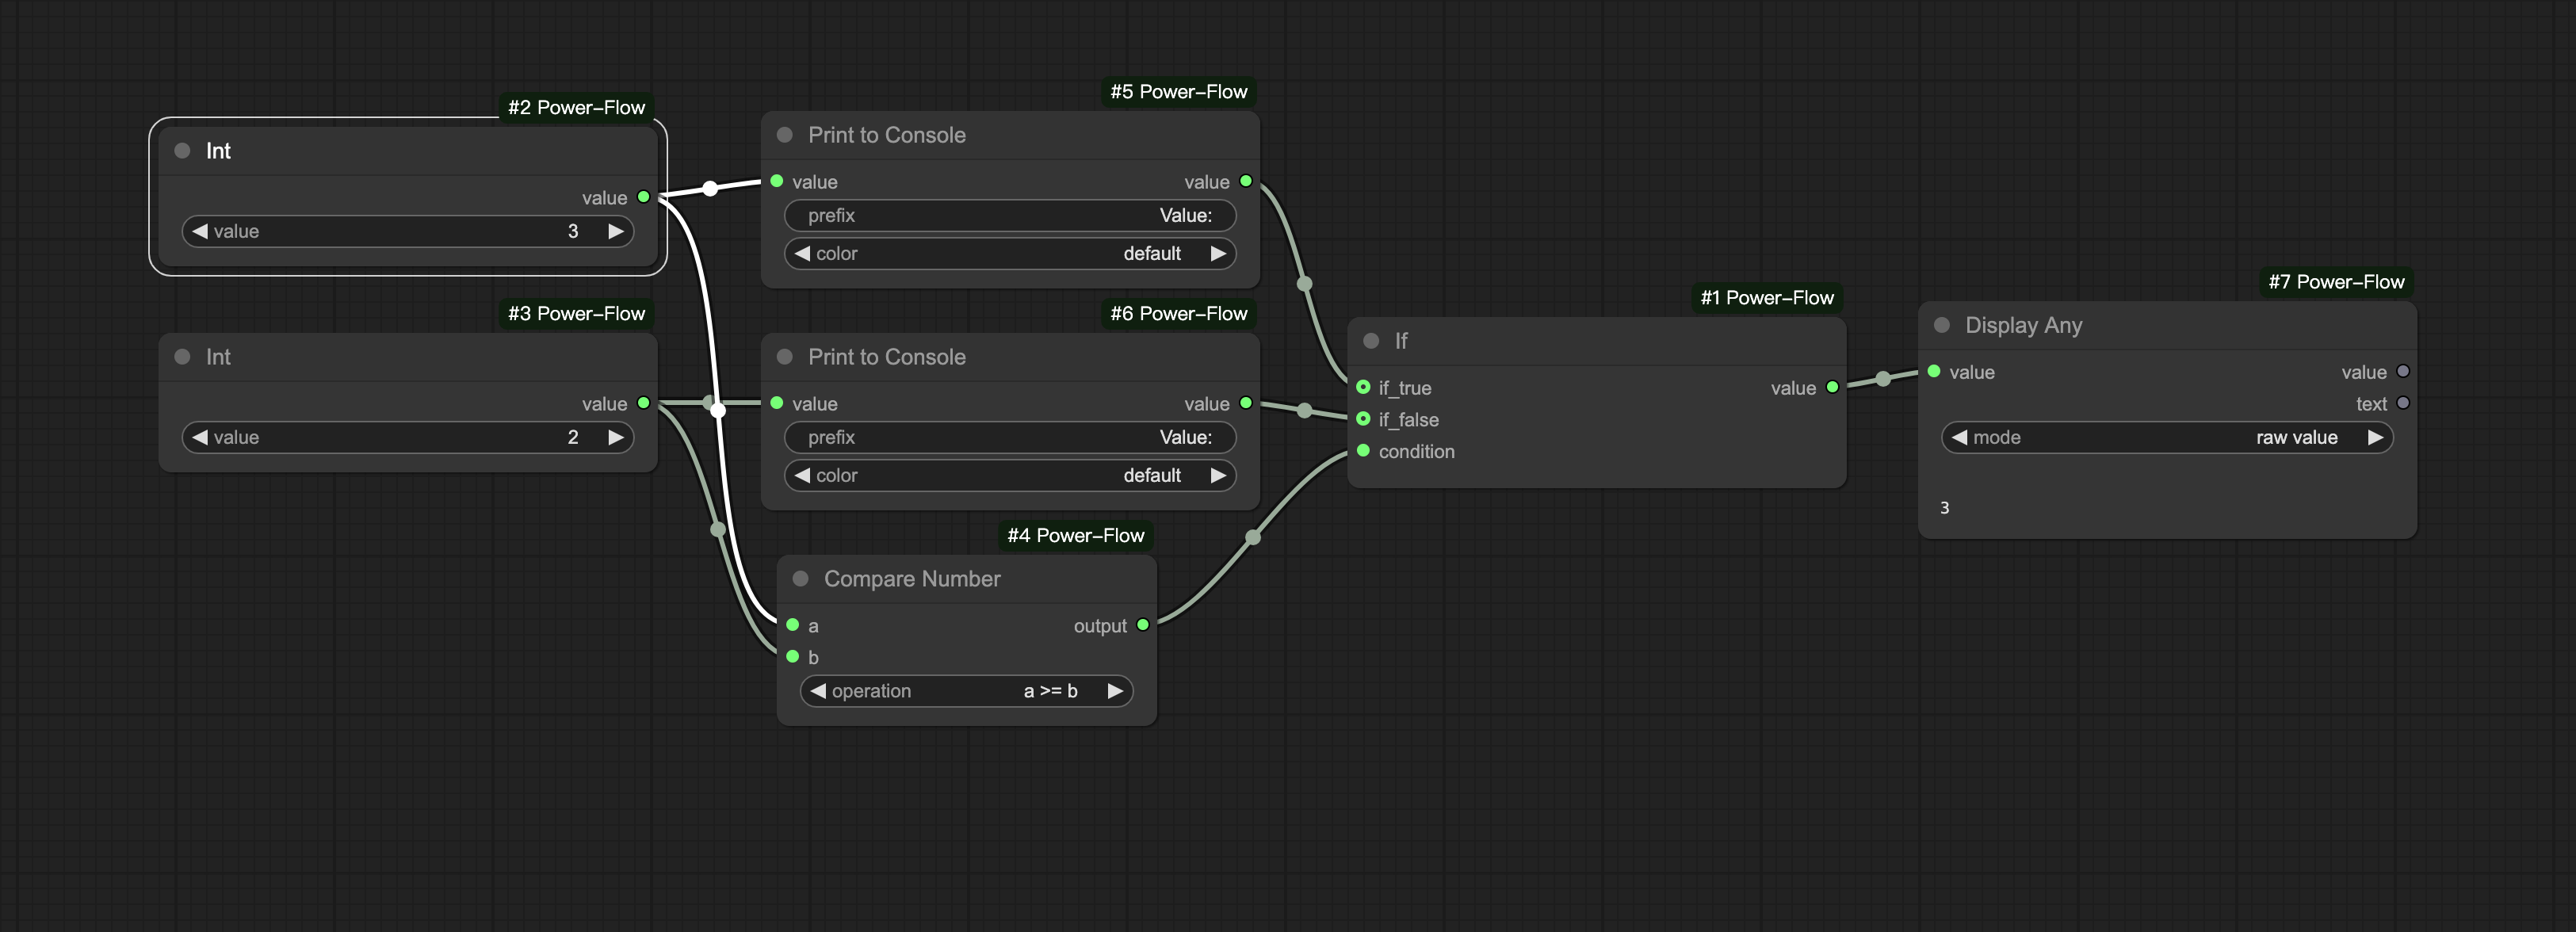 #2 Power-Flow
Int
value
value 3
#3 Power-Flow
Int
value
value 2
#5 Power-Flow
Print to Console
value value
prefix Value:
color default
#6 Power-Flow
Print to Console
value value
prefix Value:
color default
#4 Power-Flow
Compare Number
a output
b
operation a >= b
#1 Power-Flow
If
if_true value
if_false
condition
#7 Power-Flow
Display Any
value value
text
mode raw value
3